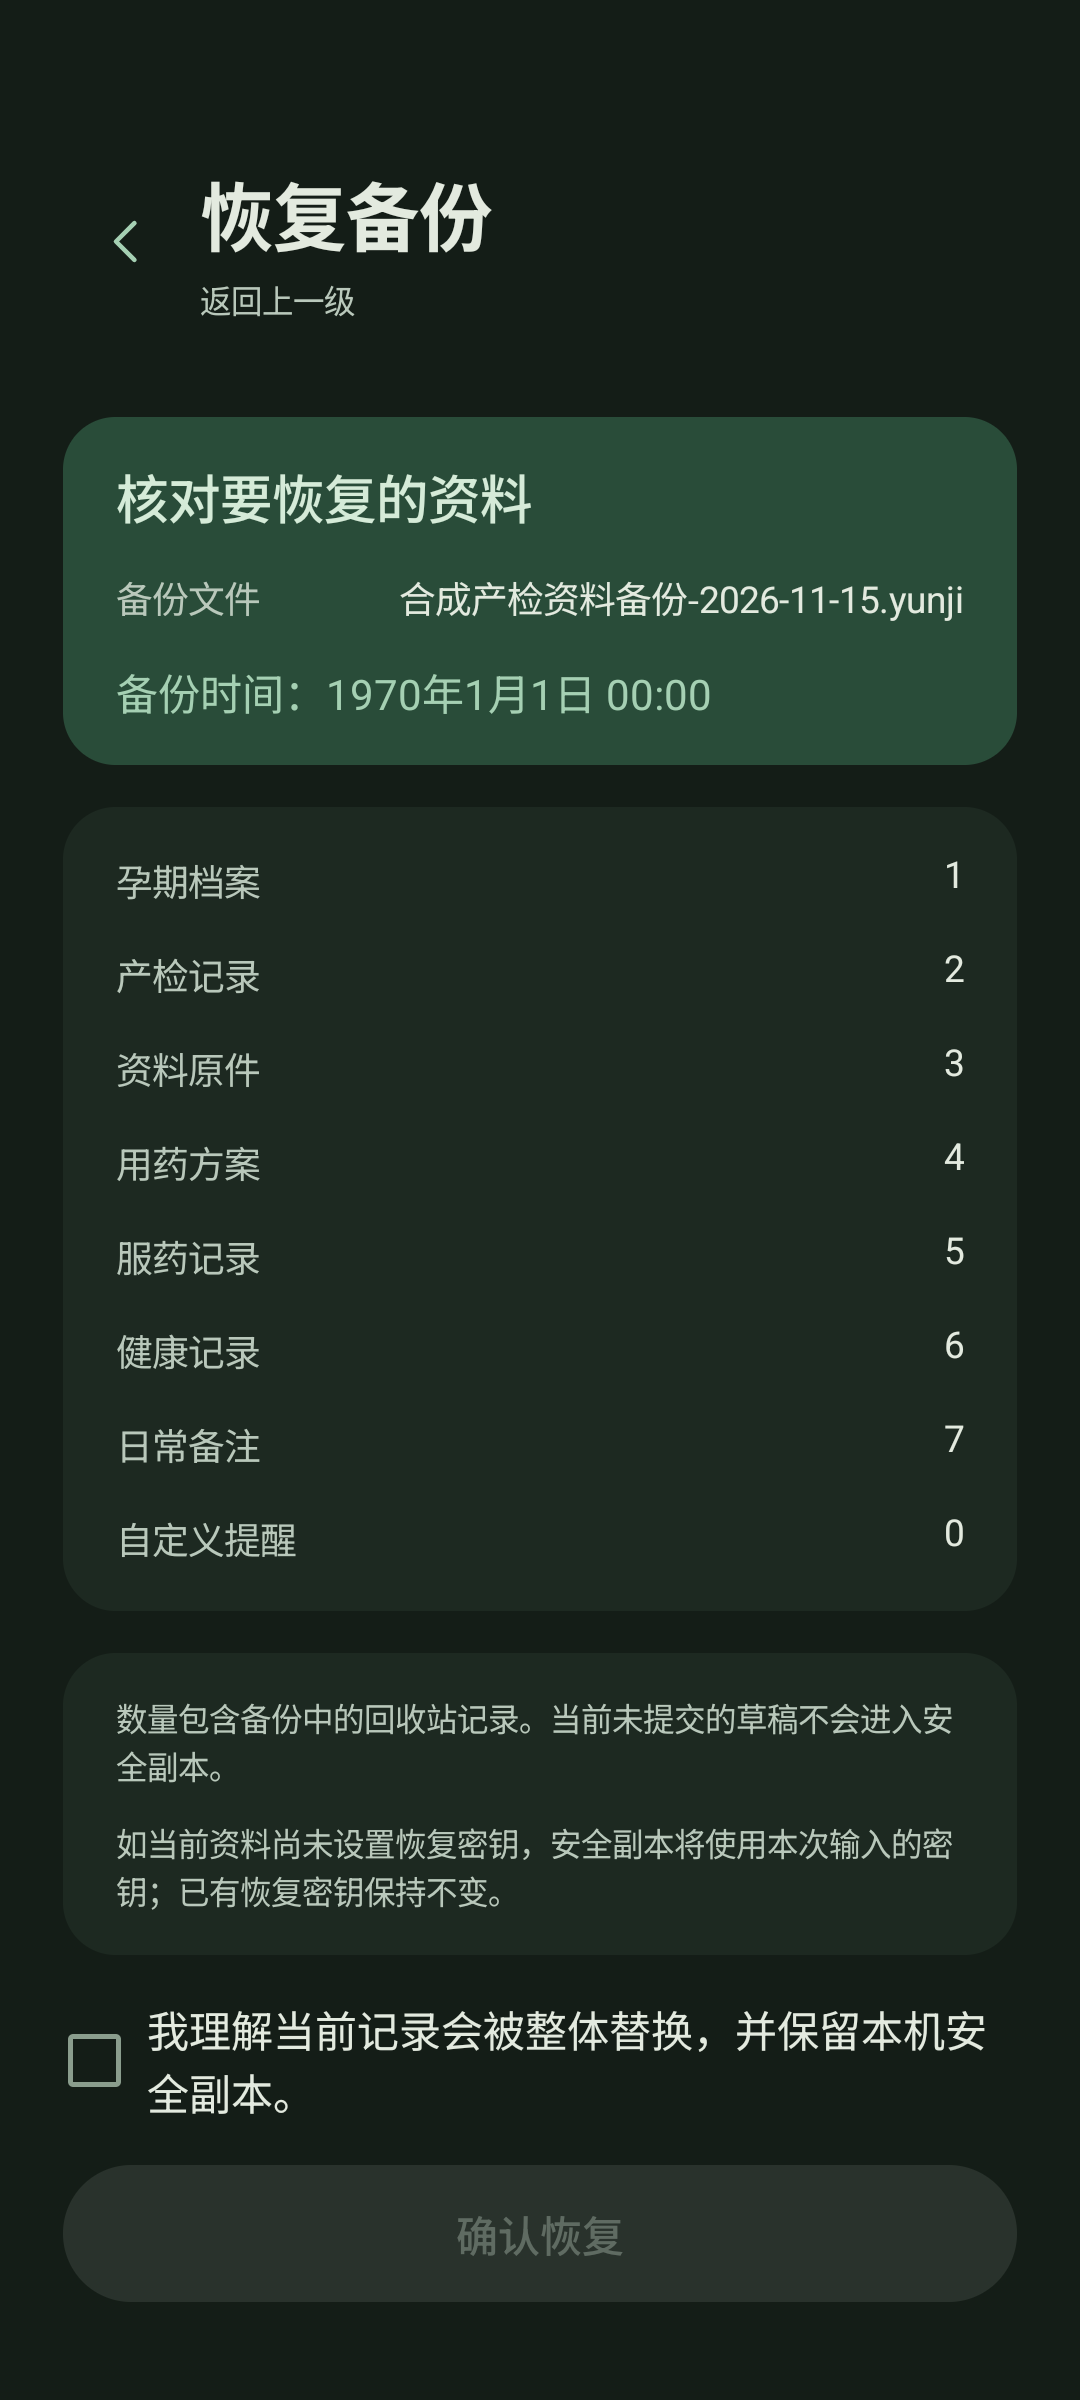 恢复备份
返回上一级
核对要恢复的资料
备份文件 合成产检资料备份-2026-11-15.yunji
备份时间：1970年1月1日 00:00
孕期档案 1
产检记录 2
资料原件 3
用药方案 4
服药记录 5
健康记录 6
日常备注 7
自定义提醒 0
数量包含备份中的回收站记录。当前未提交的草稿不会进入安
全副本。
如当前资料尚未设置恢复密钥，安全副本将使用本次输入的密
钥；已有恢复密钥保持不变。
我理解当前记录会被整体替换，并保留本机安
全副本。
确认恢复